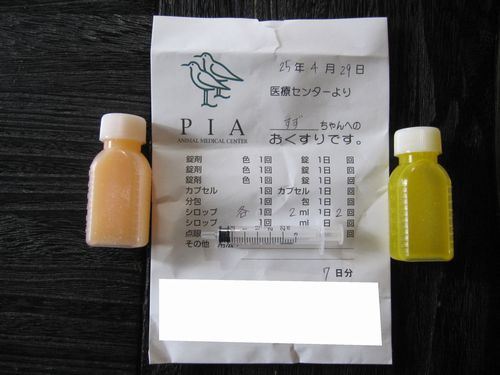 25年4月29日
医療センターより
PIA
ANIMAL MEDICAL CENTER
すず ちゃんへの
おくすりです。
錠剤 色 1回 錠 1日 回
錠剤 色 1回 錠 1日 回
錠剤 色 1回 錠 1日 回
カプセル 1回 カプセル 1日 回
分包 1回 包 1日 回
シロップ 各 1回 2 ml 1日 2 回
シロップ 1回 ml 日 回
点眼 回
その他
7 日分